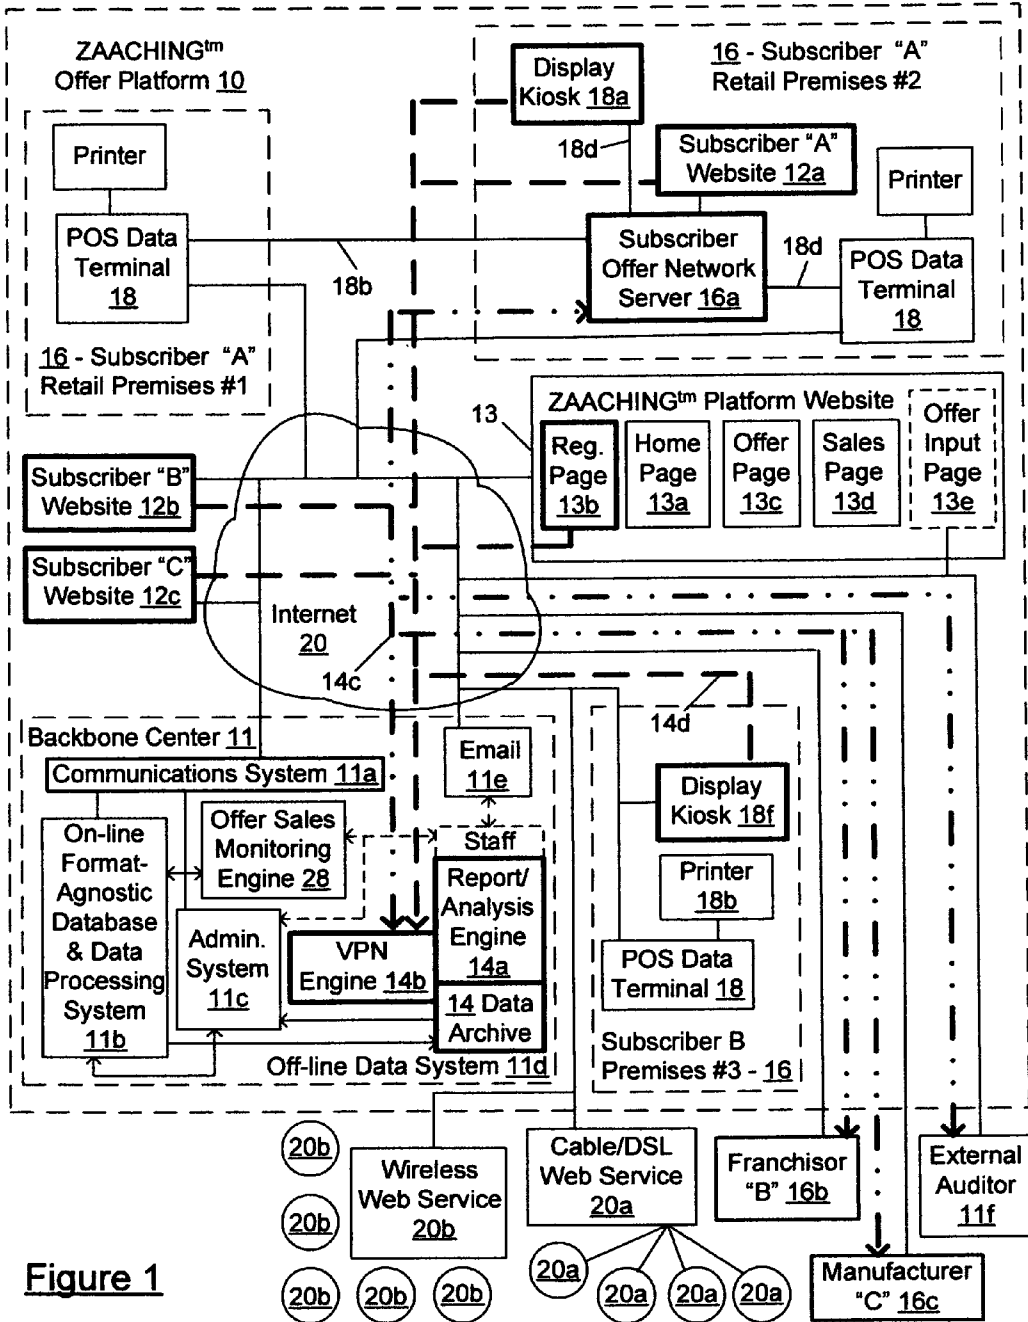 ZAACHINGtm
Offer Platform 10
16 - Subscriber "A"
Retail Premises #2
Display
Kiosk 18a
18d
Subscriber "A"
Website 12a
Printer
Printer
POS Data
Terminal
18
18b
Subscriber
Offer Network
Server 16a
18d
POS Data
Terminal
18
16 - Subscriber "A"
Retail Premises #1
13
ZAACHINGtm Platform Website
Reg.
Page
13b
Home
Page
13a
Offer
Page
13c
Sales
Page
13d
Offer
Input
Page
13e
Subscriber "B"
Website 12b
Subscriber "C"
Website 12c
Internet
20
14c
14d
Backbone Center 11
Communications System 11a
Email
11e
Display
Kiosk 18f
On-line
Format-
Agnostic
Database
& Data
Processing
System
11b
Offer Sales
Monitoring
Engine 28
Staff
Report/
Analysis
Engine
14a
Admin.
System
11c
VPN
Engine 14b
14 Data
Archive
Off-line Data System 11d
Printer
18b
POS Data
Terminal 18
Subscriber B
Premises #3 - 16
20b
20b
20b
20b
20b
Wireless
Web Service
20b
Cable/DSL
Web Service
20a
20a
20a
20a
20a
Franchisor
"B" 16b
External
Auditor
11f
Manufacturer
"C" 16c
Figure 1